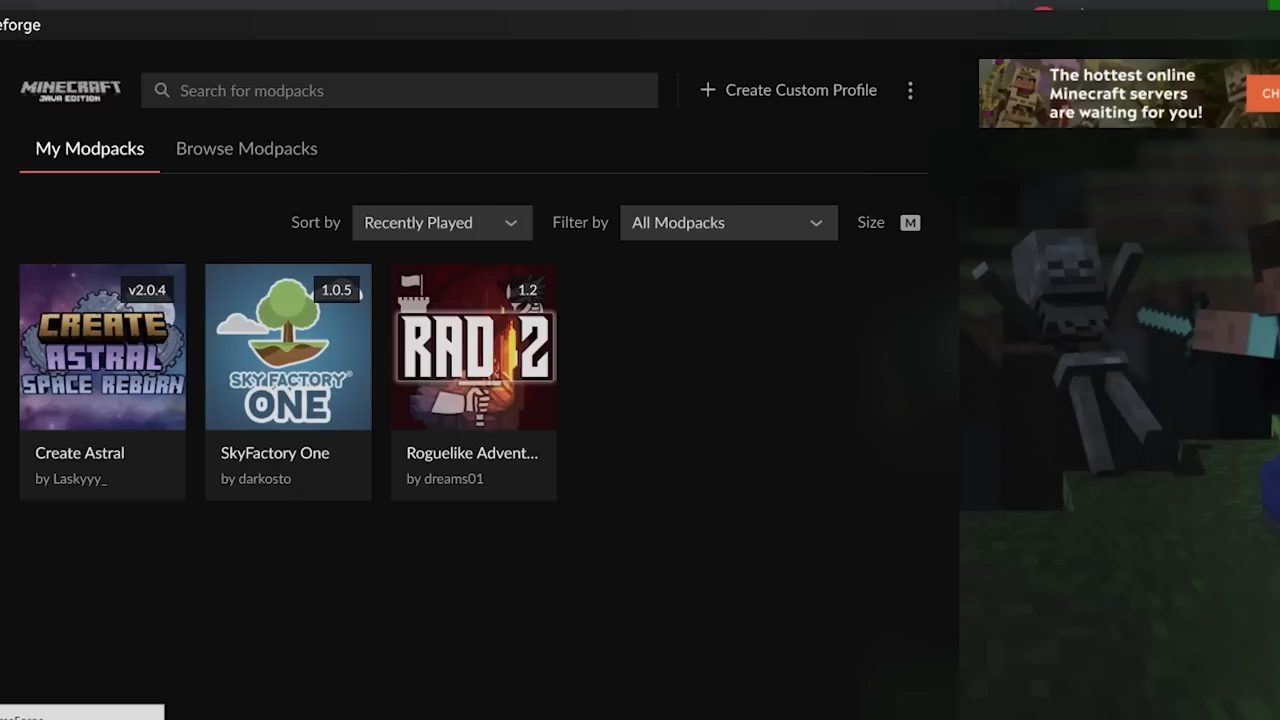 eforge
MINECRAFT
JAVA EDITION
Search for modpacks
+ Create Custom Profile
The hottest online
Minecraft servers
are waiting for you!
CH
My Modpacks
Browse Modpacks
Sort by
Recently Played
Filter by
All Modpacks
Size
M
v2.0.4
CREATE
ASTRAL
SPACE REBORN
Create Astral
by Laskyyy_
1.0.5
SKY FACTORY
ONE
SkyFactory One
by darkosto
1.2
RAD 2
Roguelike Advent...
by dreams01